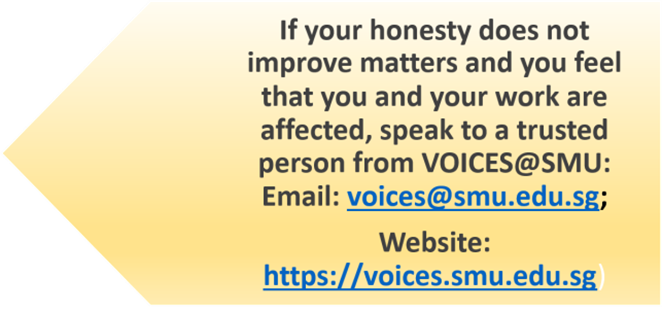 If your honesty does not
improve matters and you feel
that you and your work are
affected, speak to a trusted
person from VOICES@SMU:
Email: voices@smu.edu.sg;
Website:
https://voices.smu.edu.sg)